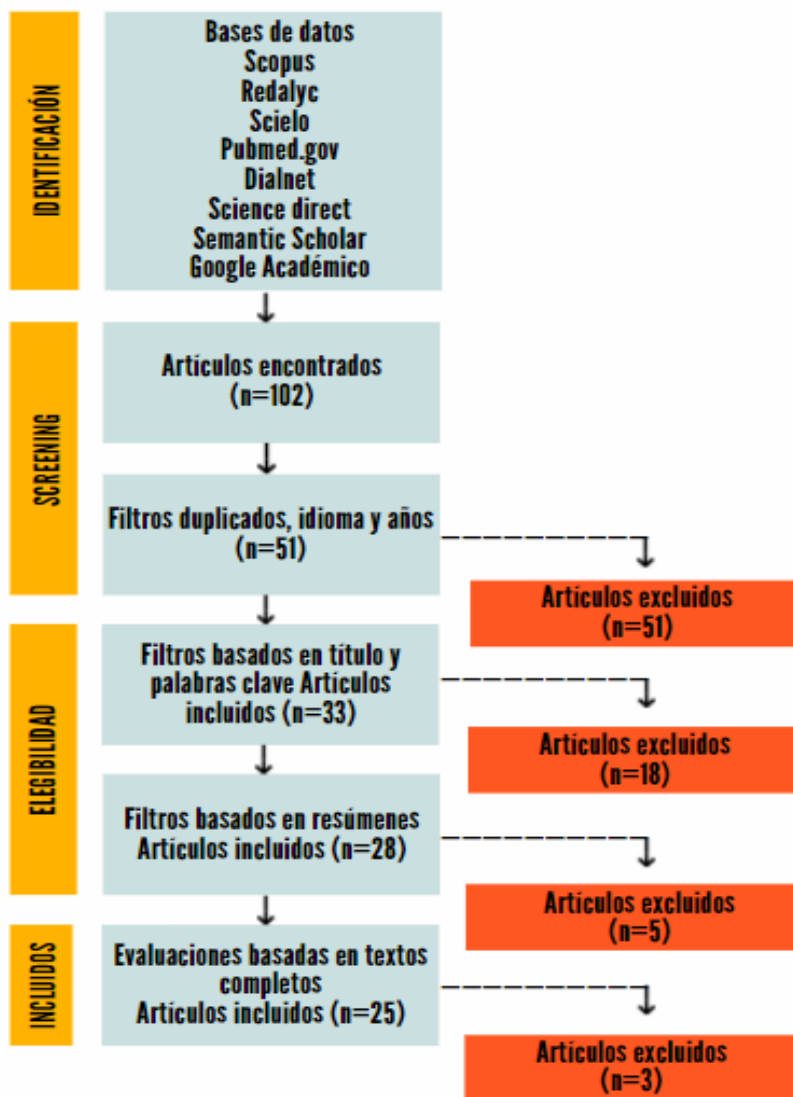 IDENTIFICACIÓN
Bases de datos
Scopus
Redalyc
Scielo
Pubmed.gov
Dialnet
Science direct
Semantic Scholar
Google Académico
SCREENING
Artículos encontrados
(n=102)
Filtros duplicados, idioma y años
(n=51)
Artículos excluidos
(n=51)
ELEGIBILIDAD
Filtros basados en título y
palabras clave Artículos
incluidos (n=33)
Artículos excluidos
(n=18)
Filtros basados en resúmenes
Artículos incluidos (n=28)
Artículos excluidos
(n=5)
INCLUIDOS
Evaluaciones basadas en textos
completos
Artículos incluidos (n=25)
Artículos excluidos
(n=3)